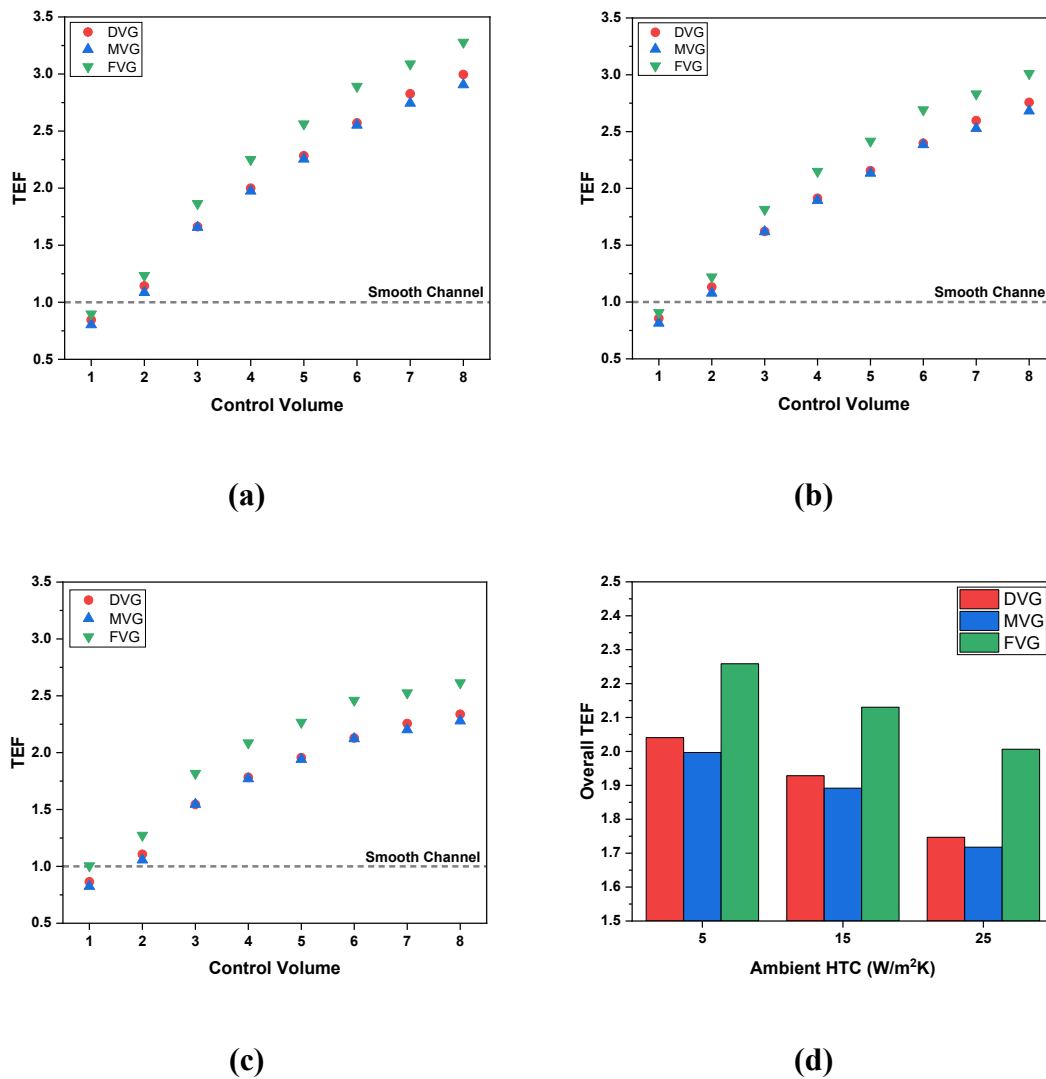 3.5
3.0
2.5
2.0
1.5
1.0
0.5
TEF
DVG
MVG
FVG
Smooth Channel
1 2 3 4 5 6 7 8
Control Volume
(a)
3.5
3.0
2.5
2.0
1.5
1.0
0.5
TEF
DVG
MVG
FVG
Smooth Channel
1 2 3 4 5 6 7 8
Control Volume
(b)
3.5
3.0
2.5
2.0
1.5
1.0
0.5
TEF
DVG
MVG
FVG
Smooth Channel
1 2 3 4 5 6 7 8
Control Volume
(c)
2.5
2.4
2.3
2.2
2.1
2.0
1.9
1.8
1.7
1.6
1.5
Overall TEF
DVG
MVG
FVG
5 15 25
Ambient HTC (W/m²K)
(d)